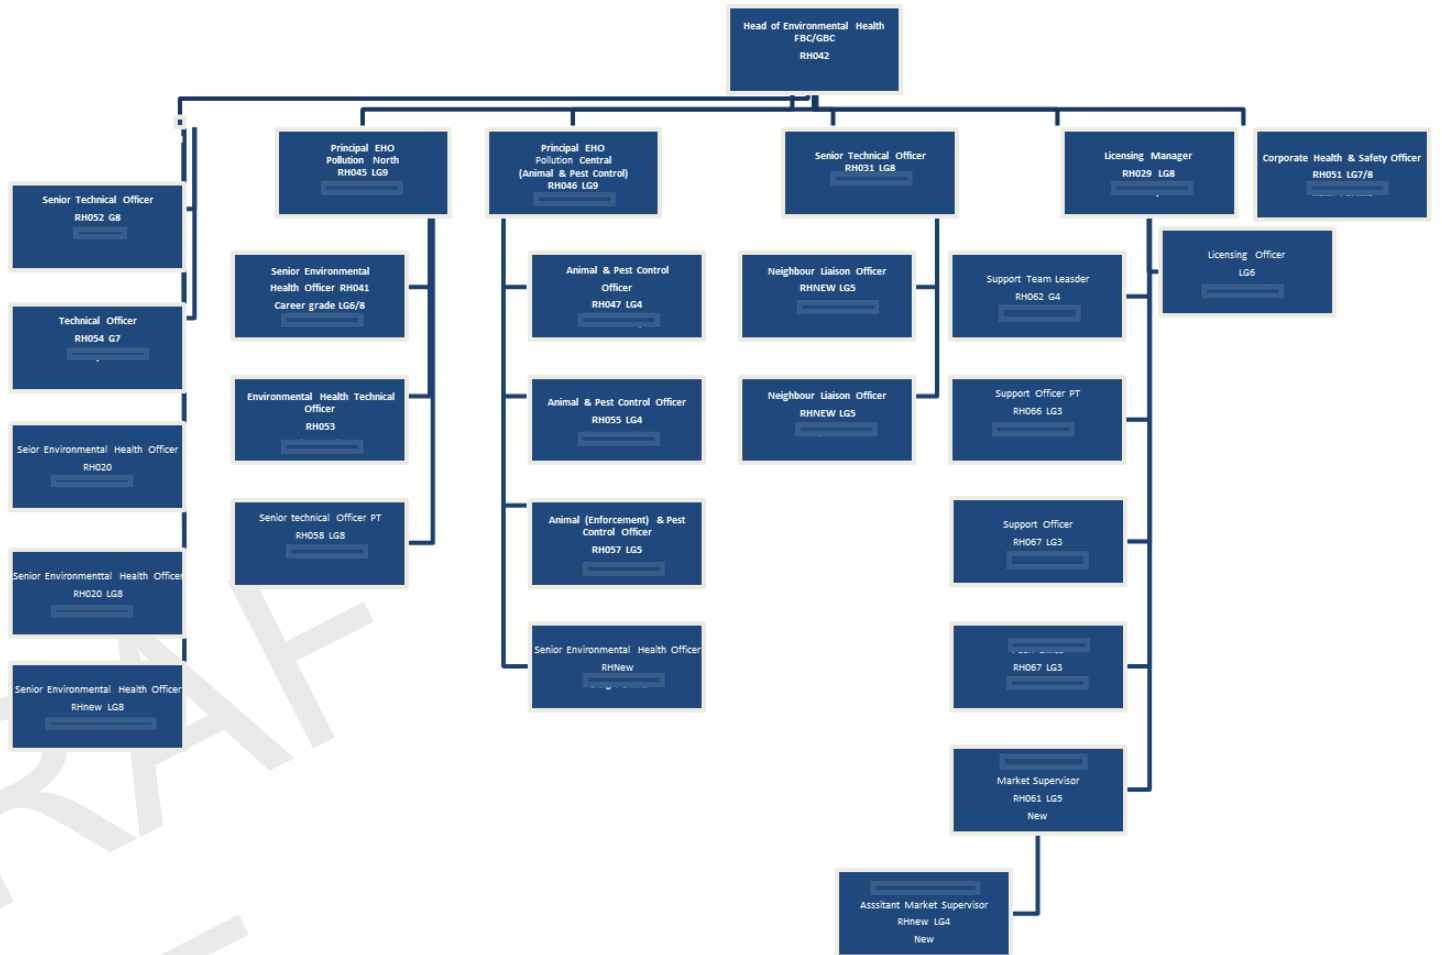 Head of Environmental Health
FBC/GBC
RH042
Principal EHO
Pollution North
RH045 LG9
Principal EHO
Pollution Central
(Animal & Pest Control)
RH046 LG9
Senior Technical Officer
RH031 LG8
Licensing Manager
RH029 LG8
Corporate Health & Safety Officer
RH051 LG7/8
Senior Technical Officer
RH052 G8
Technical Officer
RH054 G7
Seior Environmental Health Officer
RH020
Senior Environmenttal Health Officer
RH020 LG8
Senior Environmental Health Officer
RHnew LG8
Senior Environmental
Health Officer RH041
Career grade LG6/8
Environmental Health Technical
Officer
RH053
Senior technical Officer PT
RH058 LG8
Animal & Pest Control
Officer
RH047 LG4
Animal & Pest Control Officer
RH055 LG4
Animal (Enforcement) & Pest
Control Officer
RH057 LG5
Senior Environmental Health Officer
RHNew
Neighbour Liaison Officer
RHNEW LG5
Neighbour Liaison Officer
RHNEW LG5
Licensing Officer
LG6
Support Team Leasder
RH062 G4
Support Officer PT
RH066 LG3
Support Officer
RH067 LG3
RH067 LG3
Market Supervisor
RH061 LG5
New
Asssitant Market Supervisor
RHnew LG4
New